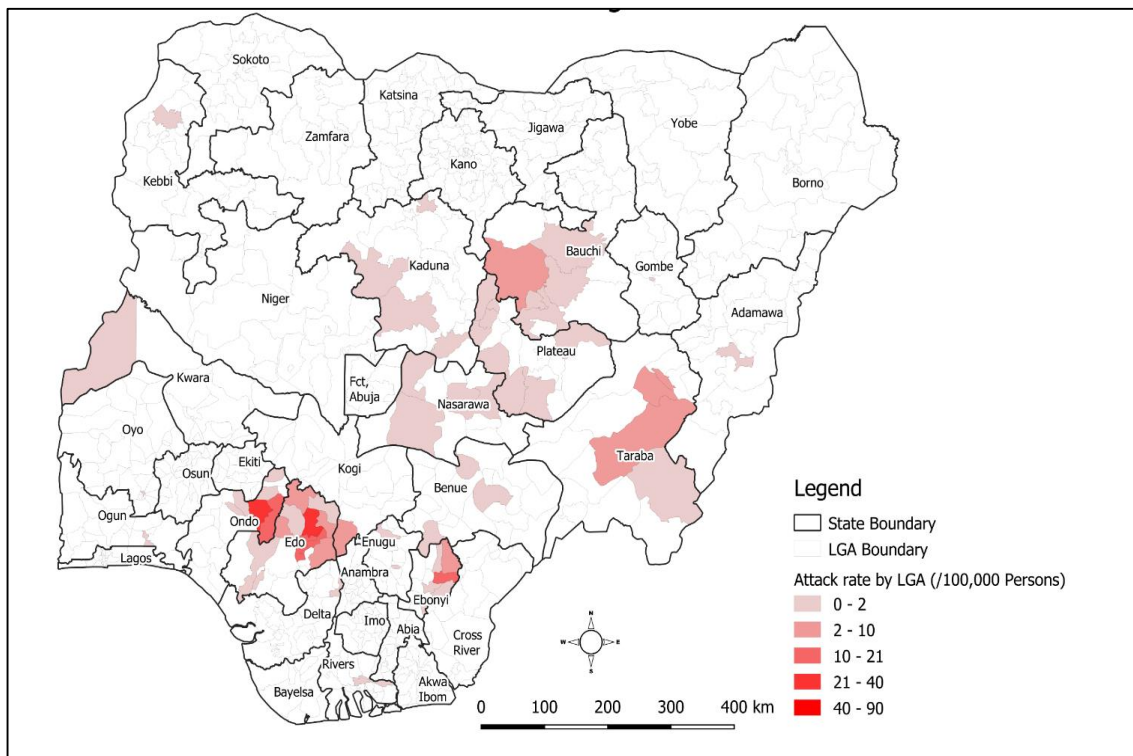 Sokoto
Katsina
Jigawa
Yobe
Zamfara
Kano
Borno
Kebbi
Bauchi
Kaduna
Gombe
Niger
Adamawa
Plateau
Kwara
Fct,
Abuja
Nasarawa
Oyo
Taraba
Ekiti
Kogi
Osun
Benue
Ogun
Ondo
Edo
Enugu
Lagos
Anambra
Ebonyi
Delta
Imo
Abia
Cross
River
Rivers
Bayelsa
Akwa
Ibom
N
W
E
S
0 100 200 300 400 km
Legend
State Boundary
LGA Boundary
Attack rate by LGA (/100,000 Persons)
0 - 2
2 - 10
10 - 21
21 - 40
40 - 90